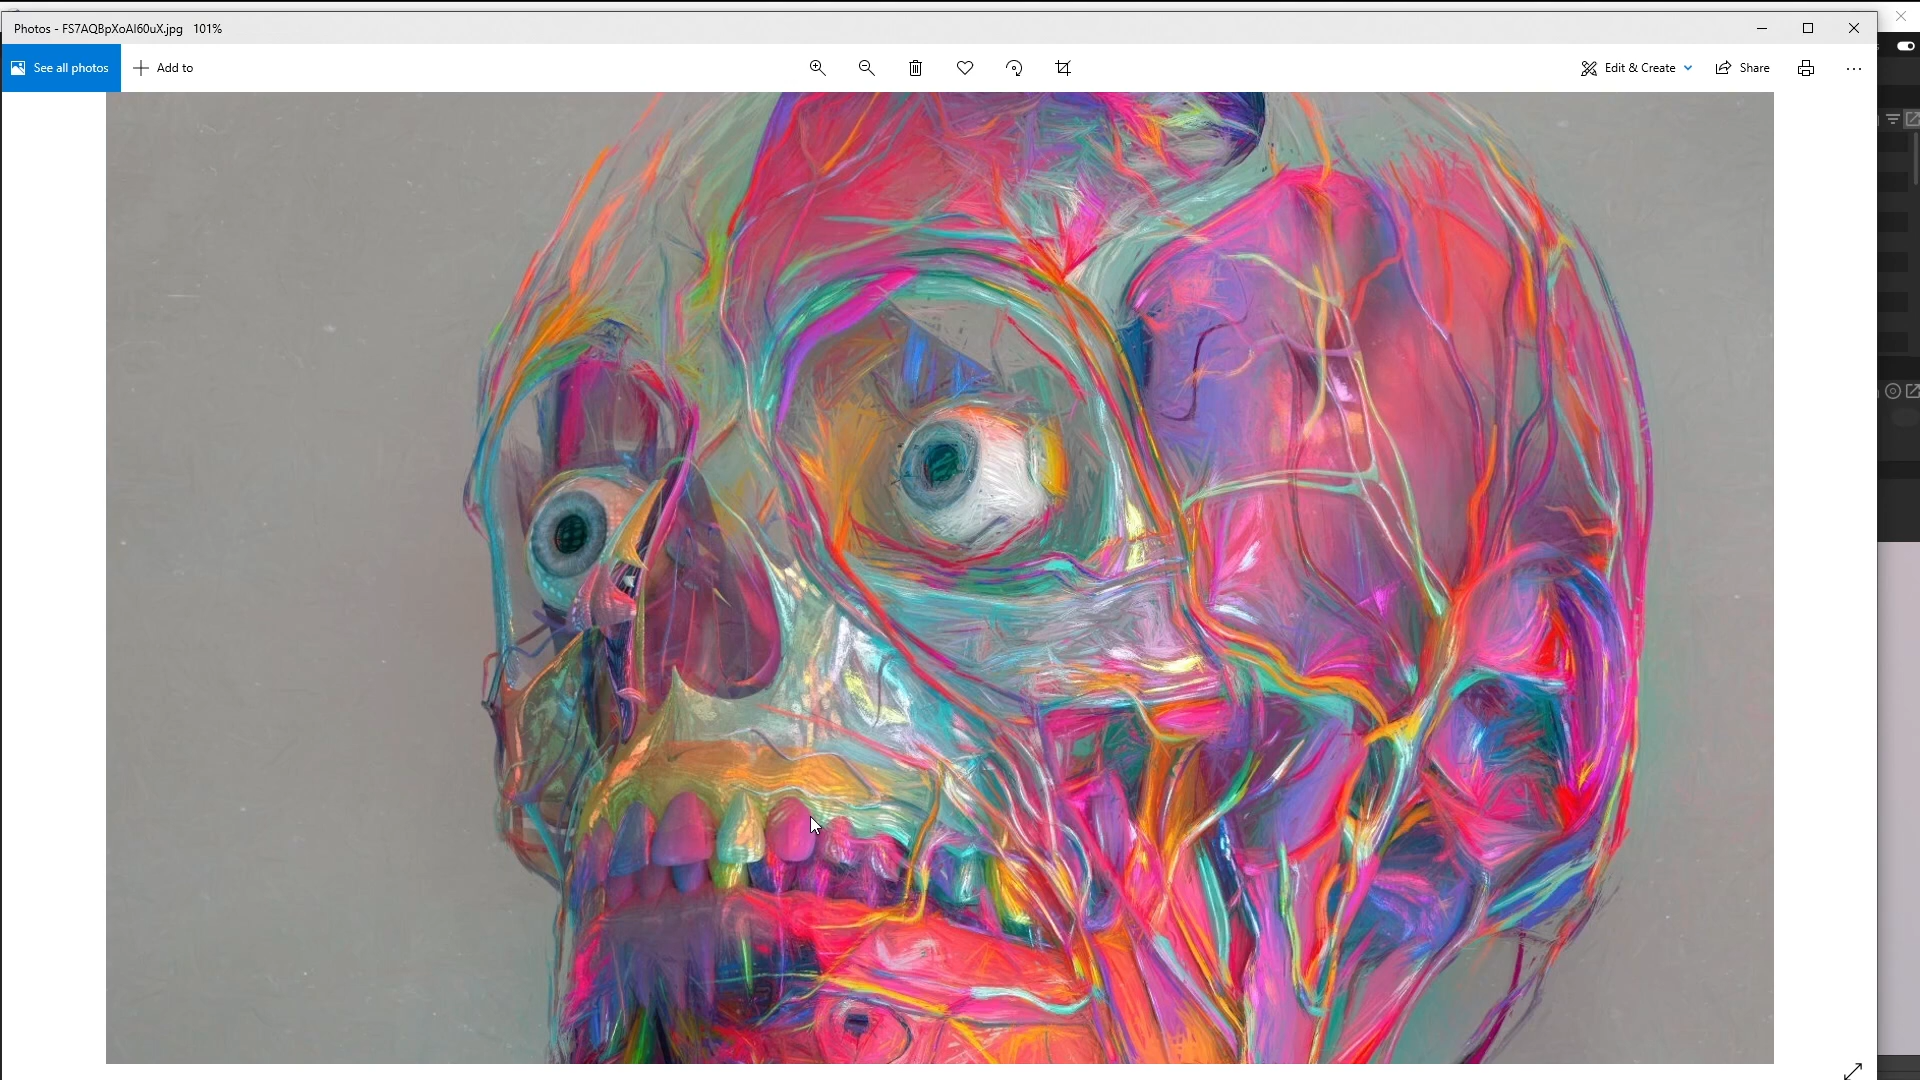 Photos - FS7AQBpXoAI60uX.jpg   101%
See all photos
Add to
Edit & Create
Share